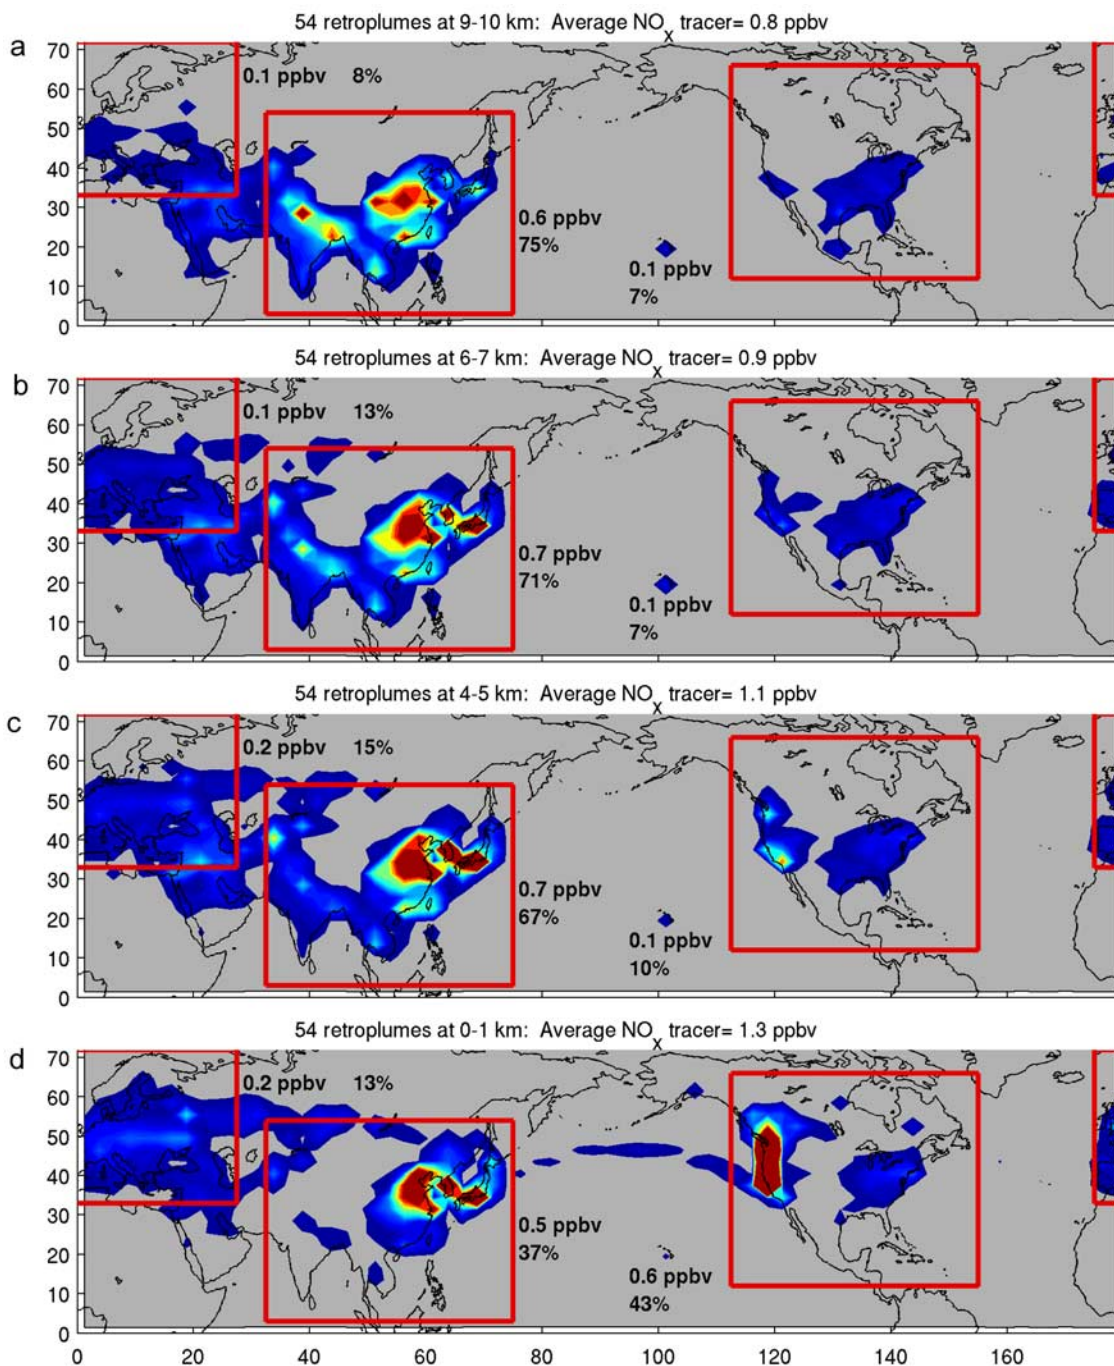 54 retroplumes at 9-10 km: Average NOx tracer= 0.8 ppbv
a
70
60
50
40
30
20
10
0
0.1 ppbv 8%
0.6 ppbv
75%
0.1 ppbv
7%
54 retroplumes at 6-7 km: Average NOx tracer= 0.9 ppbv
b
70
60
50
40
30
20
10
0
0.1 ppbv 13%
0.7 ppbv
71%
0.1 ppbv
7%
54 retroplumes at 4-5 km: Average NOx tracer= 1.1 ppbv
c
70
60
50
40
30
20
10
0
0.2 ppbv 15%
0.7 ppbv
67%
0.1 ppbv
10%
54 retroplumes at 0-1 km: Average NOx tracer= 1.3 ppbv
d
70
60
50
40
30
20
10
0
0.2 ppbv 13%
0.5 ppbv
37%
0.6 ppbv
43%
0 20 40 60 80 100 120 140 160